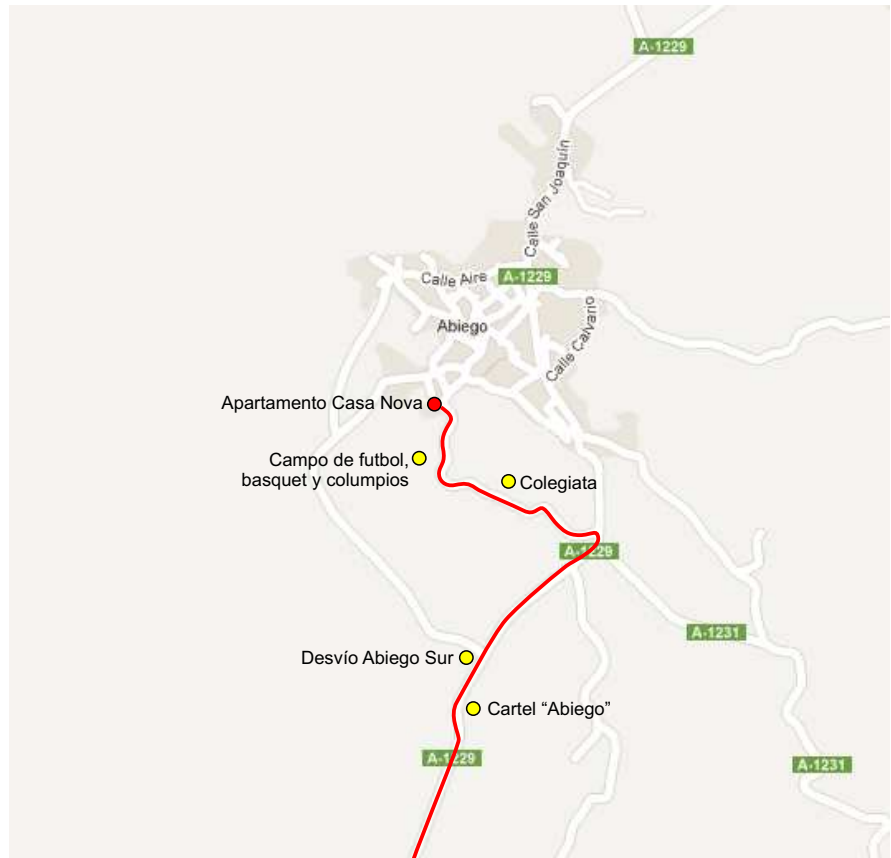 A-1229
Calle San Joaquín
Calle Aire
A-1229
Abiego
Calle Calvario
Apartamento Casa Nova
Campo de futbol,
basquet y columpios
Colegiata
A-1229
A-1231
Desvío Abiego Sur
Cartel “Abiego”
A-1229
A-1231